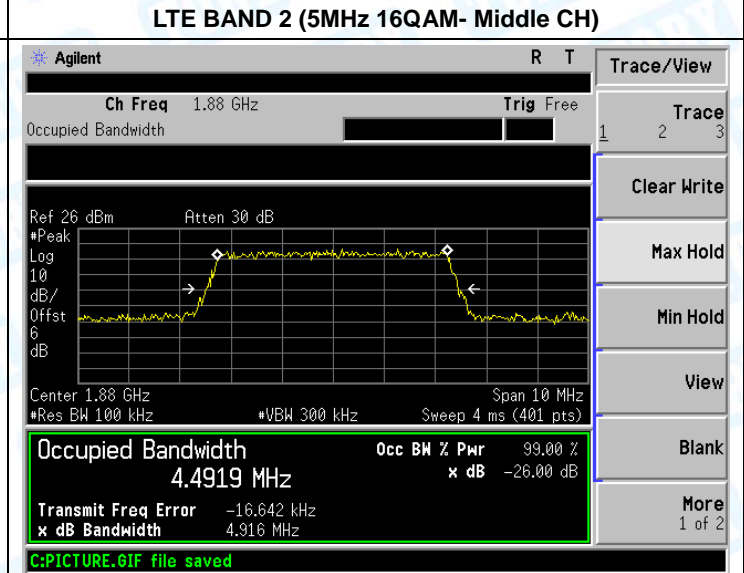 LTE BAND 2 (5MHz 16QAM- Middle CH)
Agilent R T
Trace/View
Ch Freq 1.88 GHz Trig Free
Occupied Bandwidth
Trace
1 2 3
Clear Write
Max Hold
Min Hold
View
Blank
More
1 of 2
Ref 26 dBm Atten 30 dB
#Peak
Log
10
dB/
Offst
6
dB
Center 1.88 GHz Span 10 MHz
#Res BW 100 kHz #VBW 300 kHz Sweep 4 ms (401 pts)
Occupied Bandwidth Occ BW % Pwr 99.00 %
4.4919 MHz x dB -26.00 dB
Transmit Freq Error -16.642 kHz
x dB Bandwidth 4.916 MHz
C:PICTURE.GIF file saved